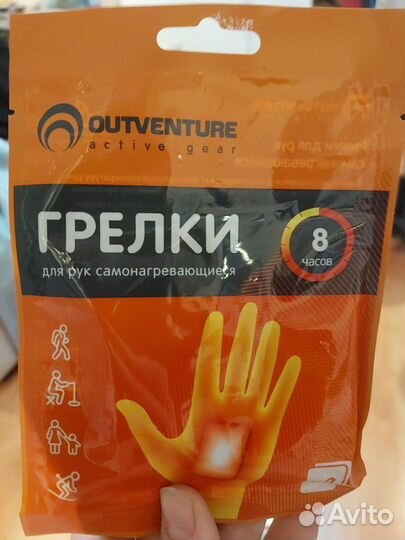 OUTVENTURE
active gear
ГРЕЛКИ
для рук самонагревающиеся
8
часов
Avito